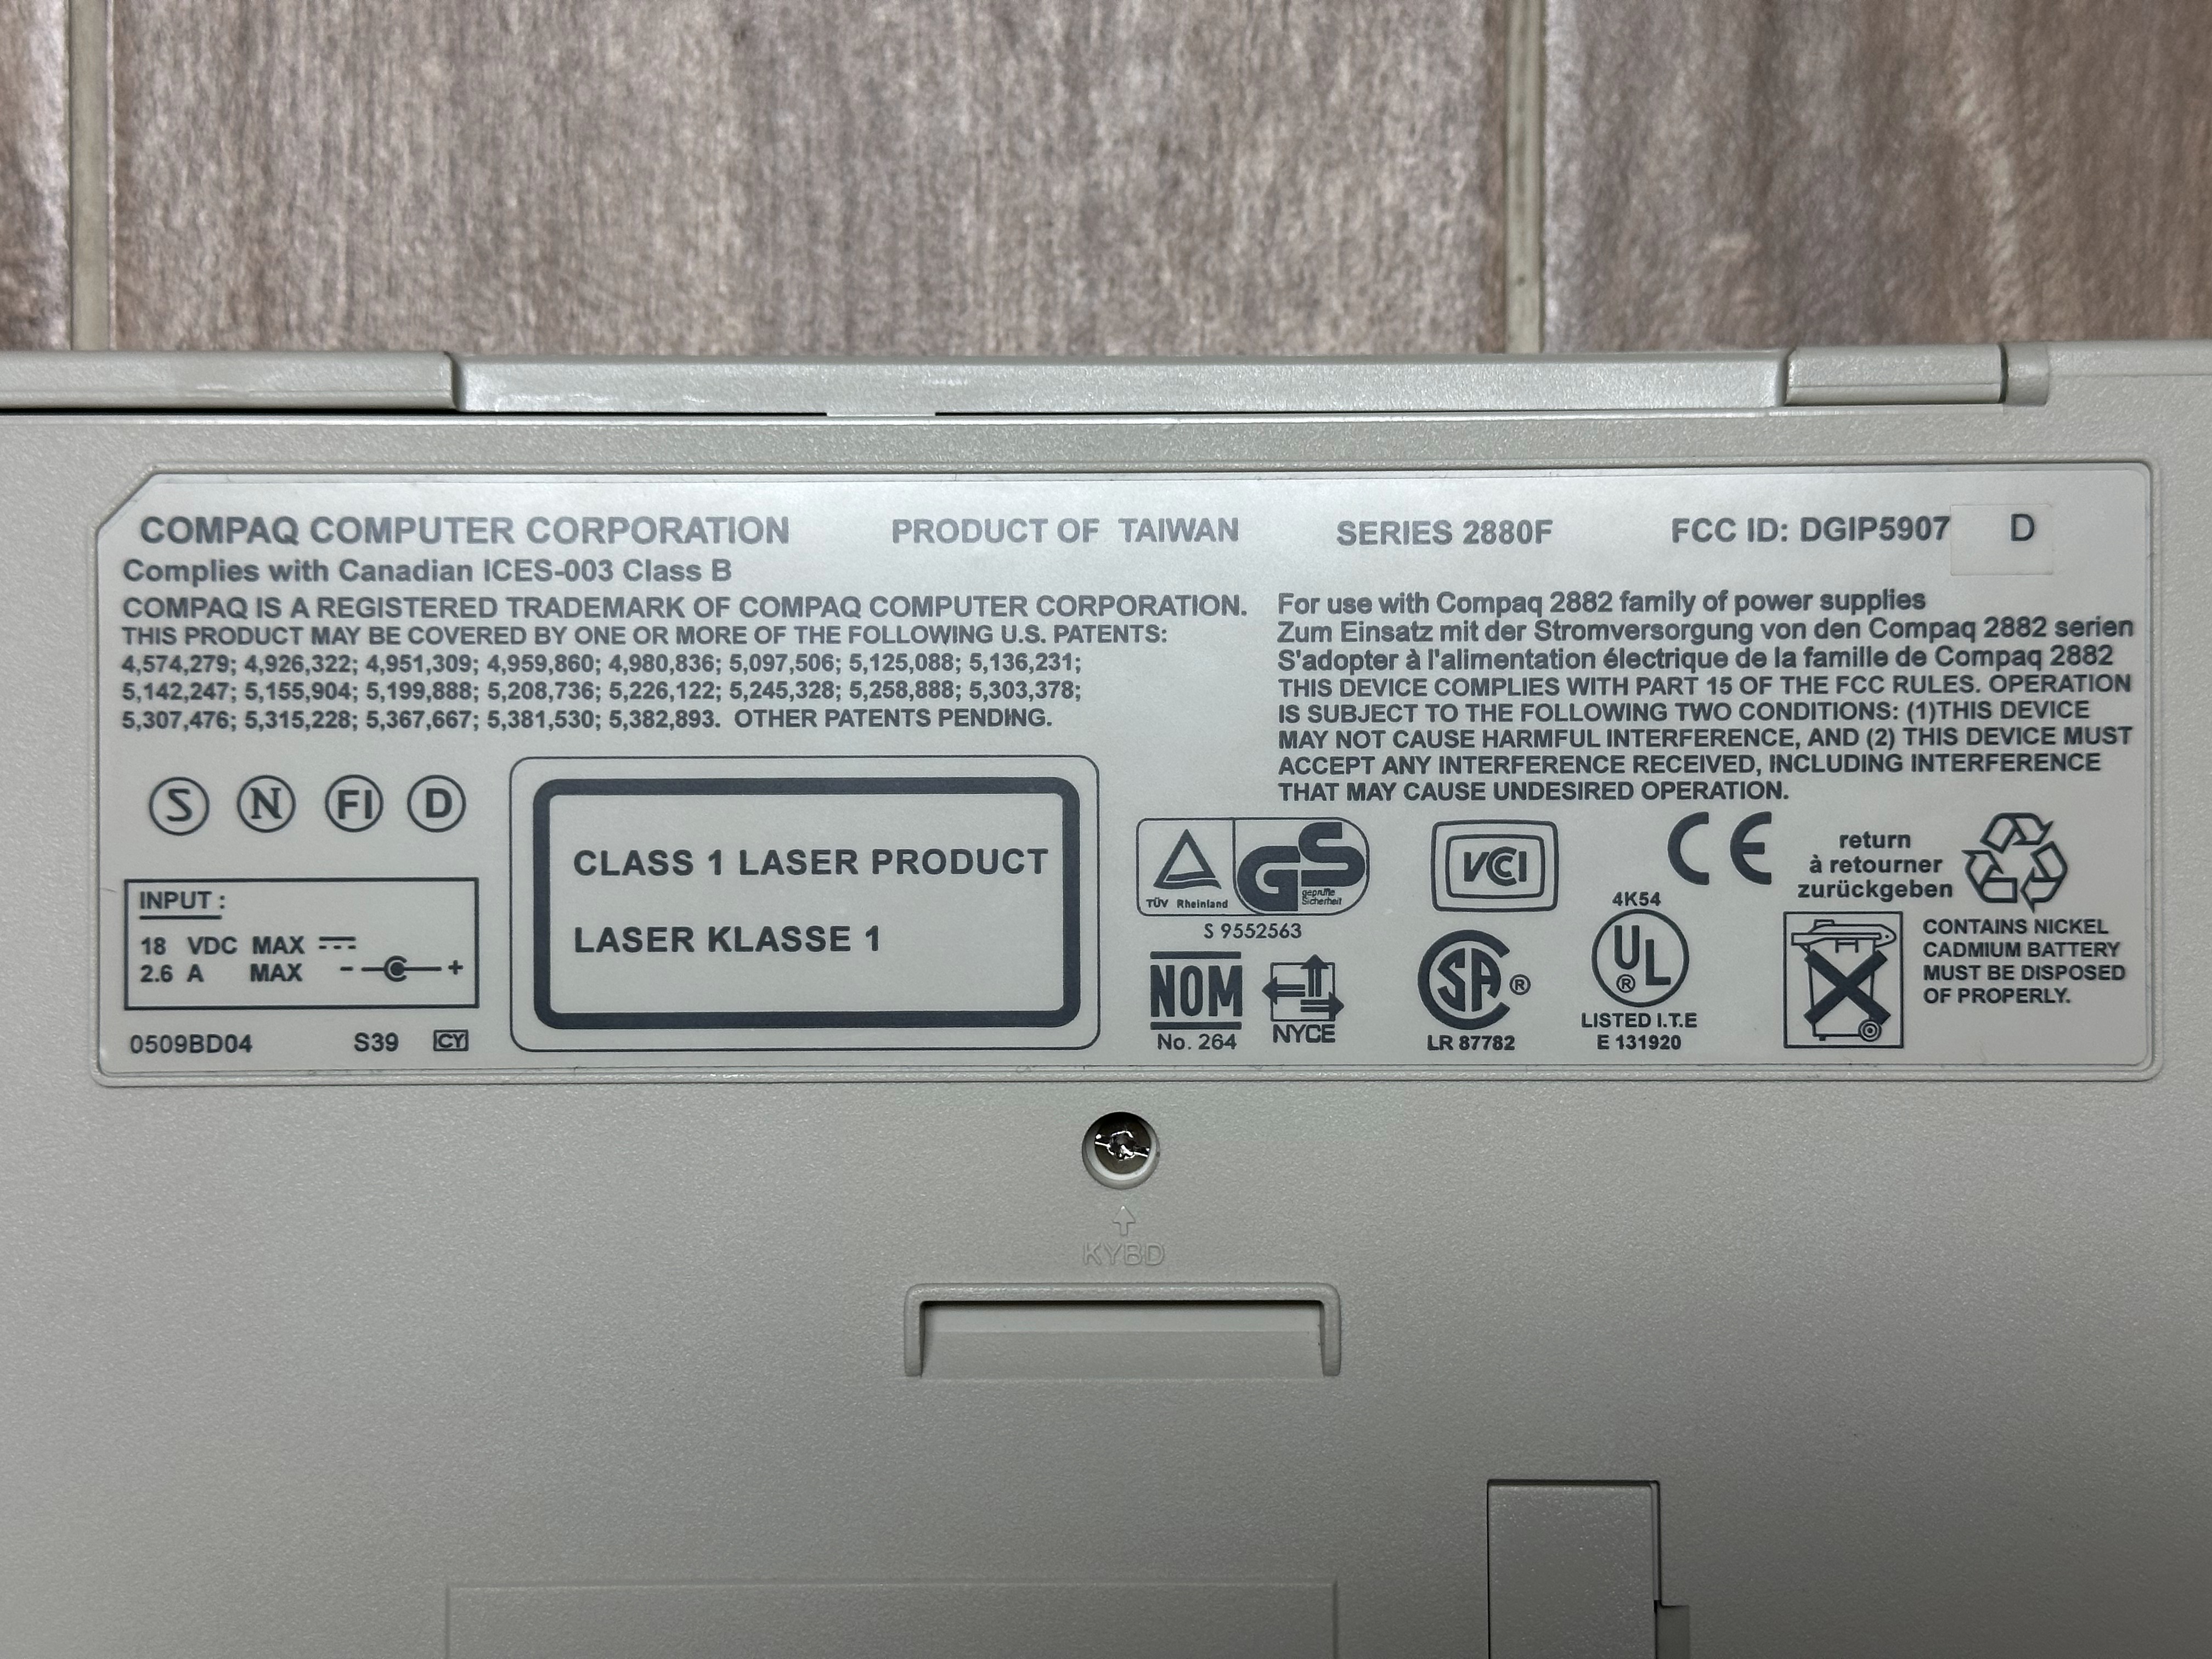 COMPAQ COMPUTER CORPORATION PRODUCT OF TAIWAN SERIES 2880F FCC ID: DGIP5907 D
Complies with Canadian ICES-003 Class B
COMPAQ IS A REGISTERED TRADEMARK OF COMPAQ COMPUTER CORPORATION.
THIS PRODUCT MAY BE COVERED BY ONE OR MORE OF THE FOLLOWING U.S. PATENTS:
4,574,279; 4,926,322; 4,951,309; 4,959,860; 4,980,836; 5,097,506; 5,125,088; 5,136,231;
5,142,247; 5,155,904; 5,199,888; 5,208,736; 5,226,122; 5,245,328; 5,258,888; 5,303,378;
5,307,476; 5,315,228; 5,367,667; 5,381,530; 5,382,893. OTHER PATENTS PENDING.
For use with Compaq 2882 family of power supplies
Zum Einsatz mit der Stromversorgung von den Compaq 2882 serien
S'adopter à l'alimentation électrique de la famille de Compaq 2882
THIS DEVICE COMPLIES WITH PART 15 OF THE FCC RULES. OPERATION
IS SUBJECT TO THE FOLLOWING TWO CONDITIONS: (1)THIS DEVICE
MAY NOT CAUSE HARMFUL INTERFERENCE, AND (2) THIS DEVICE MUST
ACCEPT ANY INTERFERENCE RECEIVED, INCLUDING INTERFERENCE
THAT MAY CAUSE UNDESIRED OPERATION.
S N FI D
INPUT :
18 VDC MAX
2.6 A MAX - +
0509BD04 S39 CY
CLASS 1 LASER PRODUCT
LASER KLASSE 1
TÜV Rheinland
GS
geprüfte
Sicherheit
S 9552563
VCI
CE
return
à retourner
zurückgeben
NOM
No. 264
NYCE
SA ®
LR 87782
4K54
UL ®
LISTED I.T.E
E 131920
CONTAINS NICKEL
CADMIUM BATTERY
MUST BE DISPOSED
OF PROPERLY.
KYBD